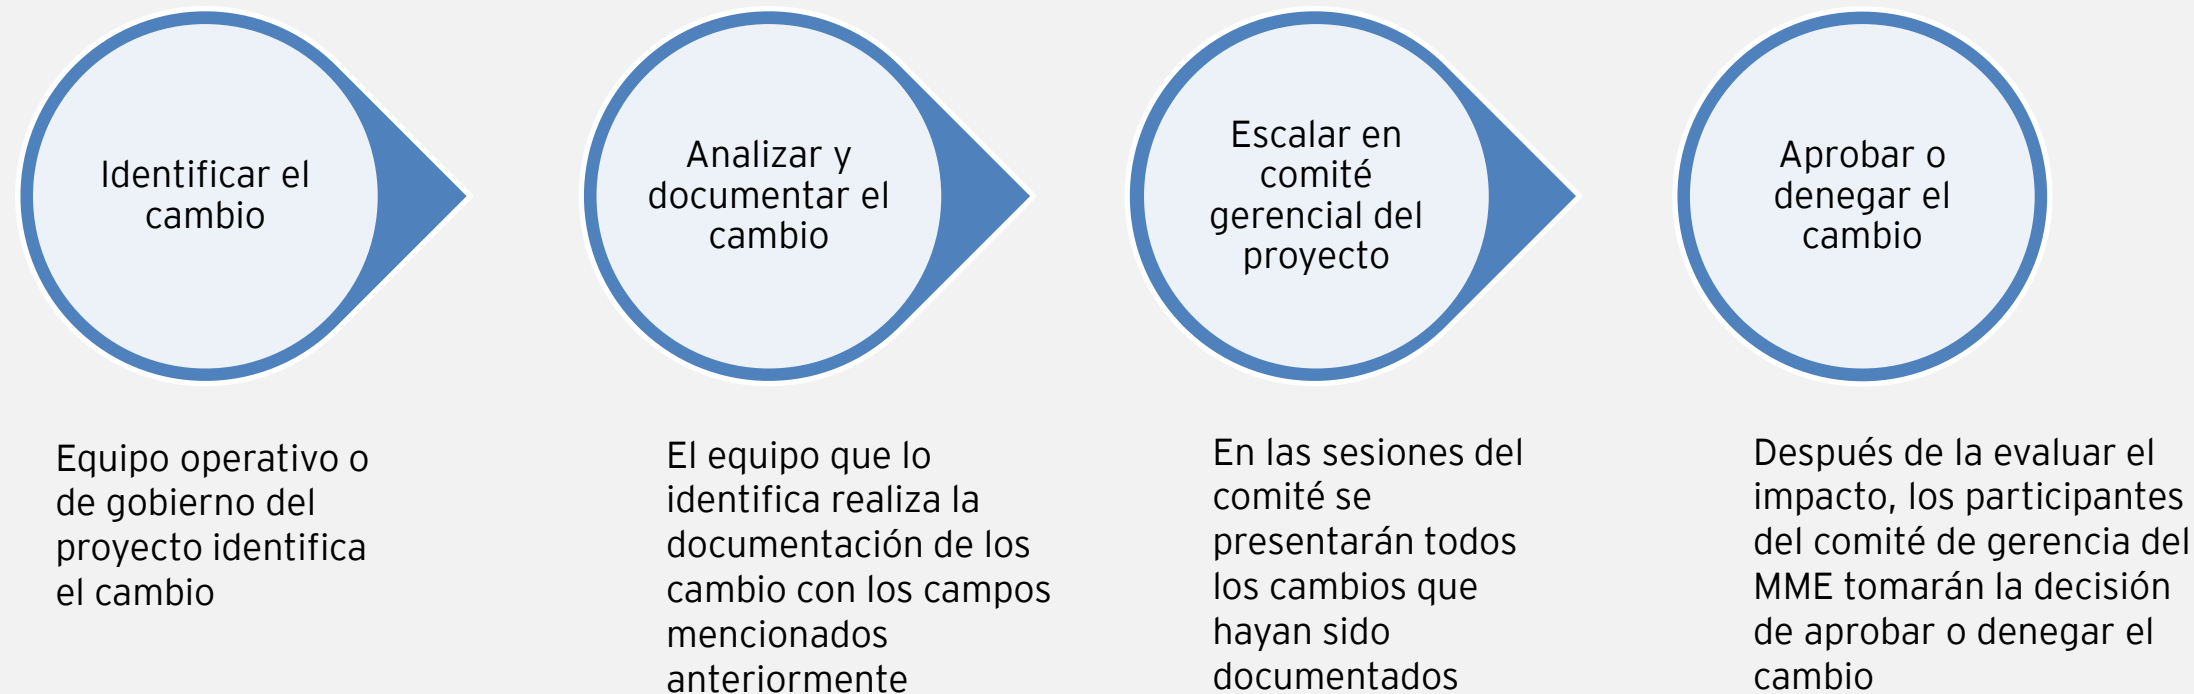 Identificar el
cambio
Equipo operativo o
de gobierno del
proyecto identifica
el cambio
Analizar y
documentar el
cambio
El equipo que lo
identifica realiza la
documentación de los
cambio con los campos
mencionados
anteriormente
Escalar en
comité
gerencial del
proyecto
En las sesiones del
comité se
presentarán todos
los cambios que
hayan sido
documentados
Aprobar o
denegar el
cambio
Después de la evaluar el
impacto, los participantes
del comité de gerencia del
MME tomarán la decisión
de aprobar o denegar el
cambio